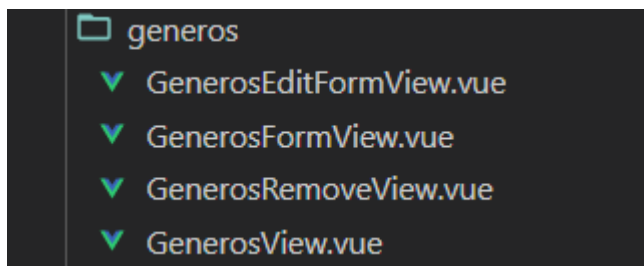 generos
GenerosEditFormView.vue
GenerosFormView.vue
GenerosRemoveView.vue
GenerosView.vue